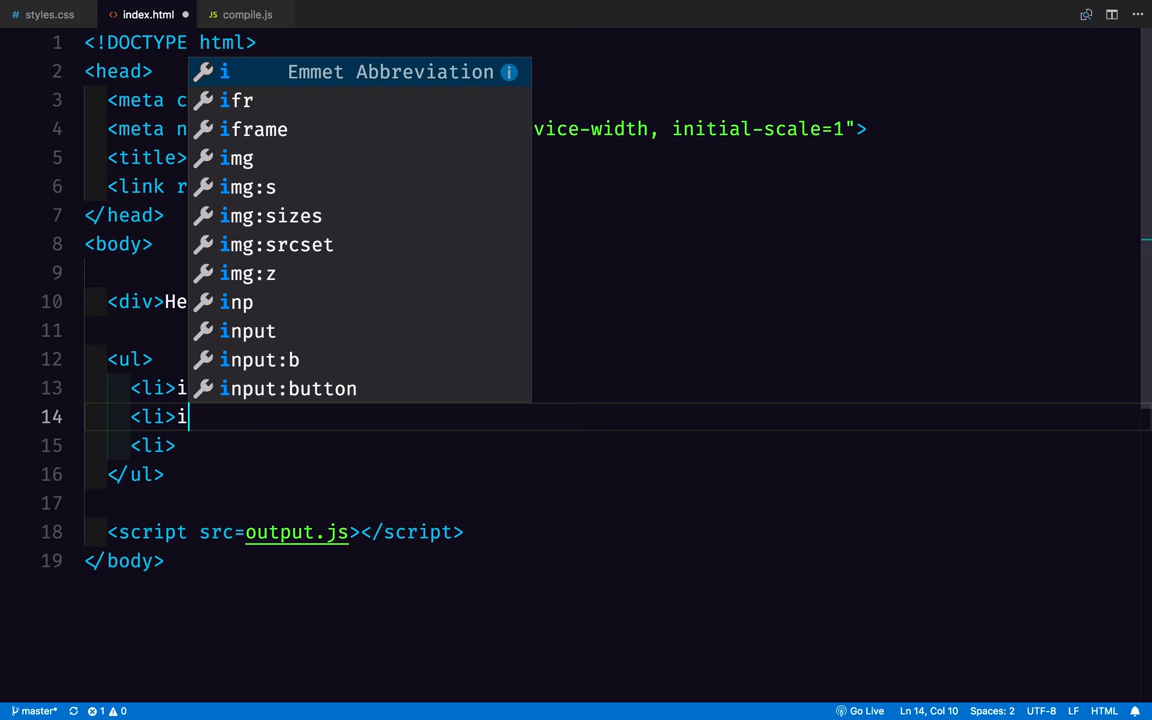 # styles.css <> index.html ● JS compile.js ···
1 <!DOCTYPE html>
2 <head>
i Emmet Abbreviation i
3 <meta c
ifr
4 <meta n
iframe
vice-width, initial-scale=1">
5 <title>
img
6 <link r
img:s
7 </head>
img:sizes
8 <body>
img:srcset
9
img:z
10 <div>He
inp
11
input
12 <ul>
input:b
13 <li>i
input:button
14 <li>i
15 <li>
16 </ul>
17
18 <script src=output.js></script>
19 </body>
master* 1 0 Go Live Ln 14, Col 10 Spaces: 2 UTF-8 LF HTML